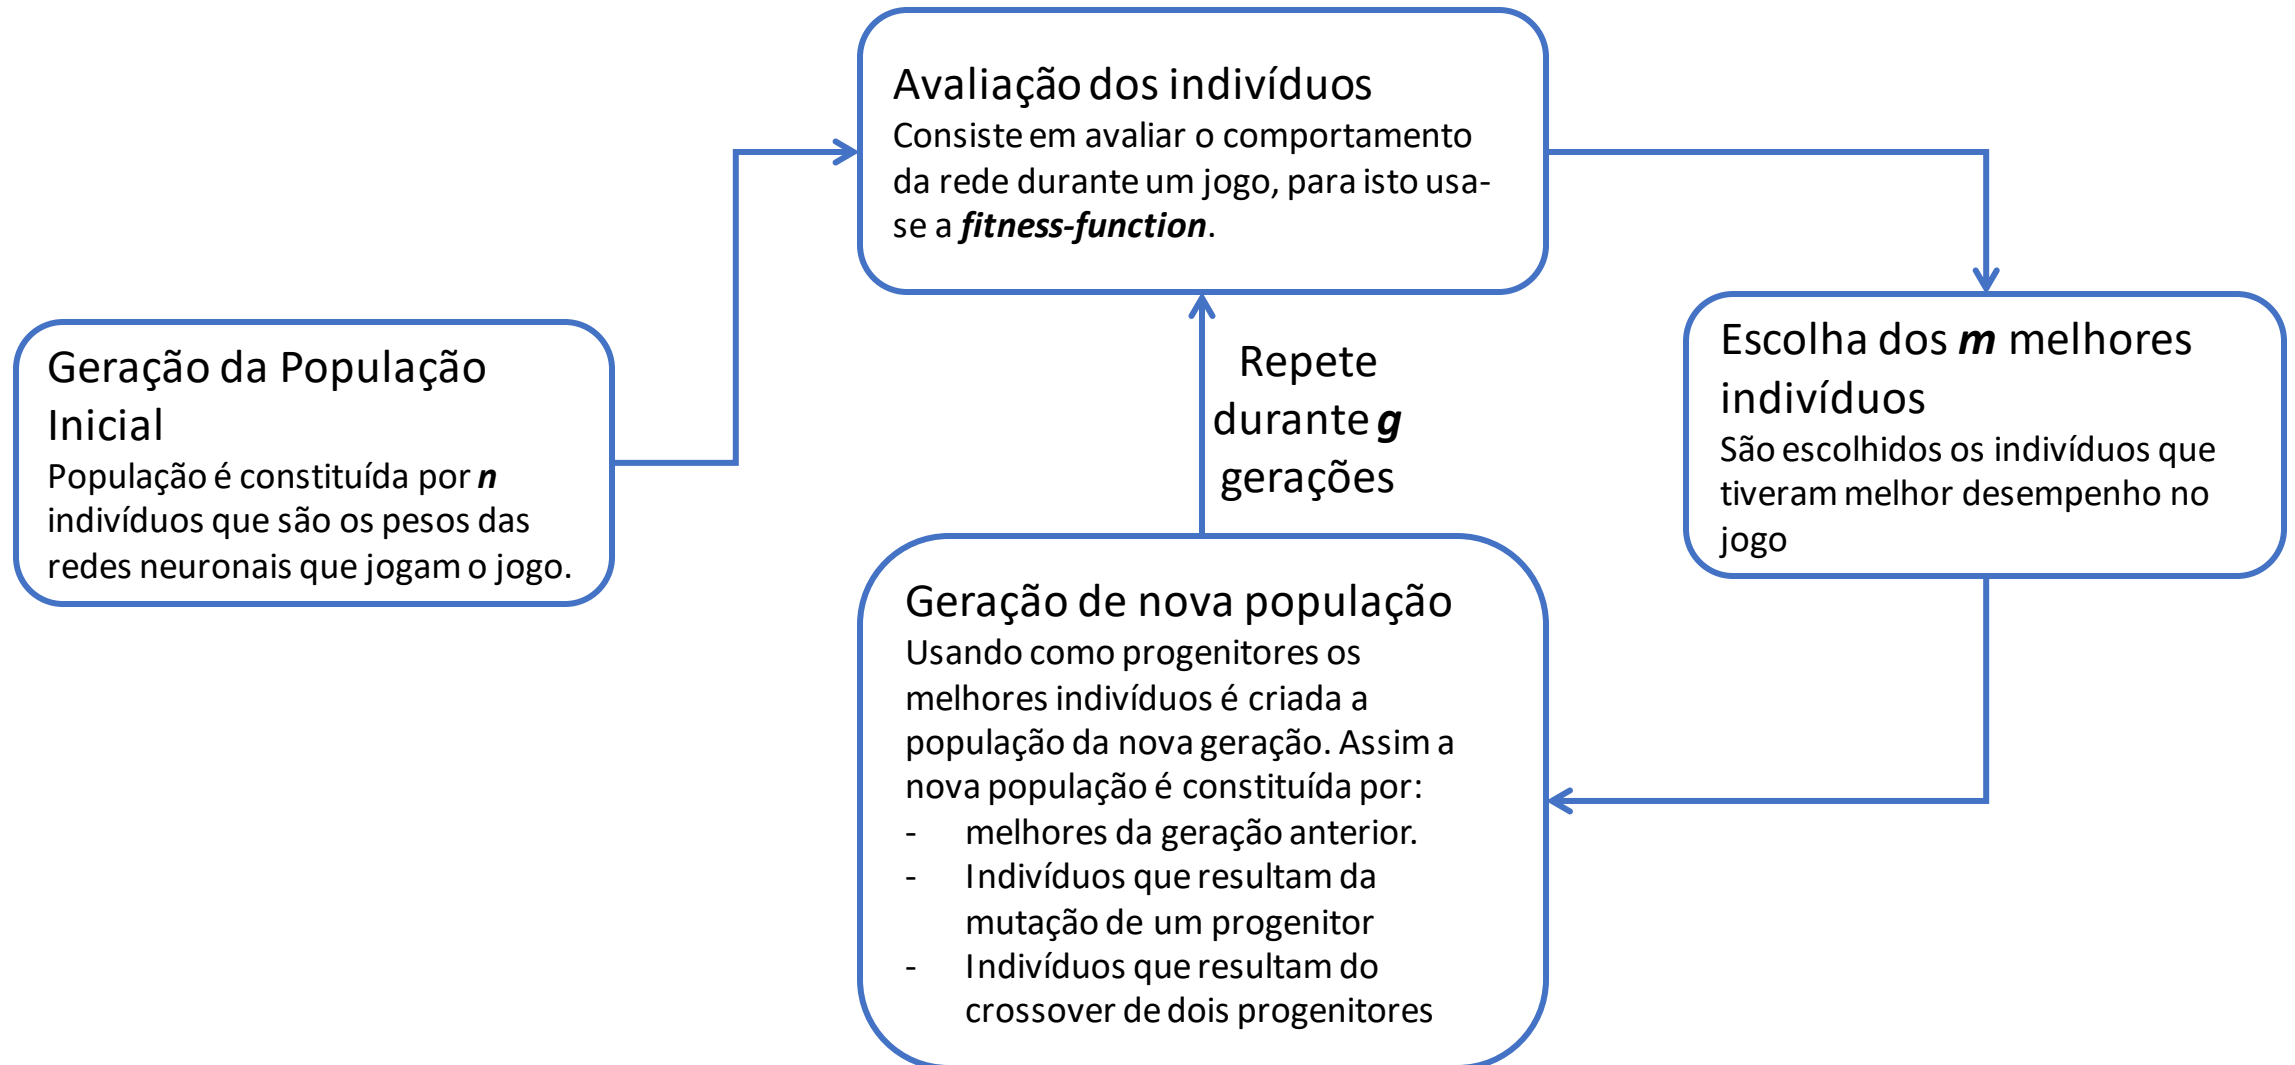 Avaliação dos indivíduos
Consiste em avaliar o comportamento
da rede durante um jogo, para isto usa-
se a fitness-function.
Geração da População
Inicial
População é constituída por n
indivíduos que são os pesos das
redes neuronais que jogam o jogo.
Repete
durante g
gerações
Escolha dos m melhores
indivíduos
São escolhidos os indivíduos que
tiveram melhor desempenho no
jogo
Geração de nova população
Usando como progenitores os
melhores indivíduos é criada a
população da nova geração. Assim a
nova população é constituída por:
- melhores da geração anterior.
- Indivíduos que resultam da
mutação de um progenitor
- Indivíduos que resultam do
crossover de dois progenitores